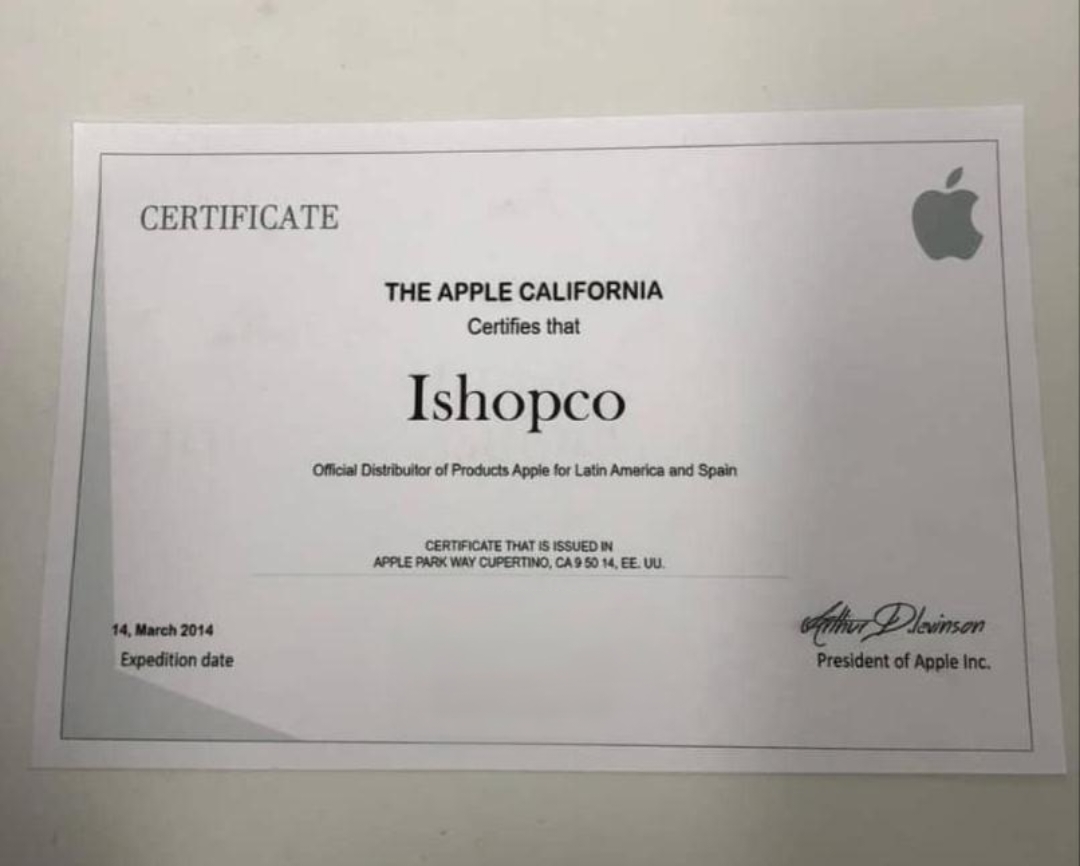 CERTIFICATE
THE APPLE CALIFORNIA
Certifies that
Ishopco
Official Distribuitor of Products Apple for Latin America and Spain
CERTIFICATE THAT IS ISSUED IN
APPLE PARK WAY CUPERTINO, CA 9 50 14, EE. UU.
14, March 2014
Expedition date
Arthur D. levinson
President of Apple Inc.